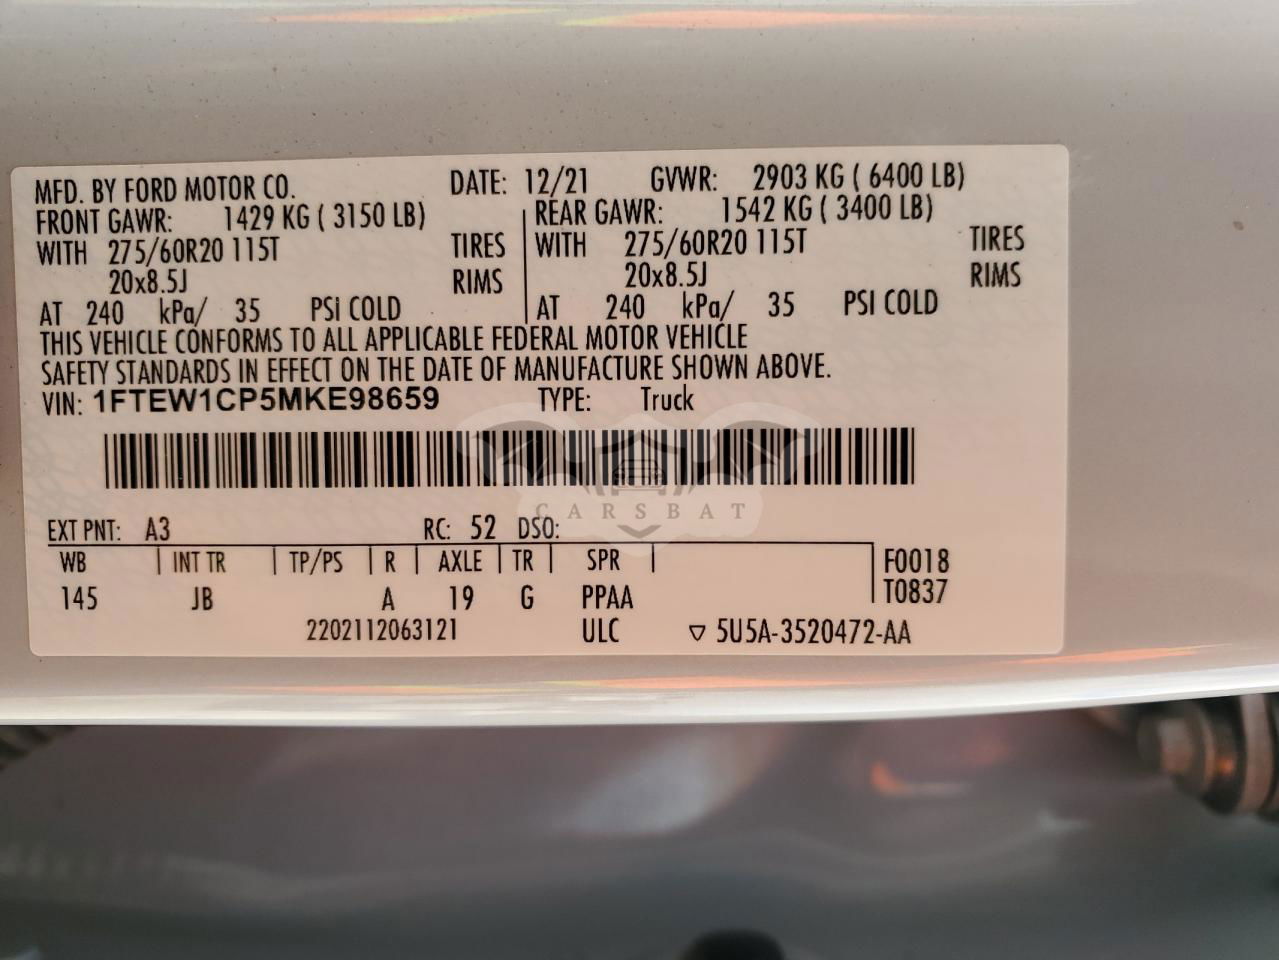 MFD. BY FORD MOTOR CO. DATE: 12/21 GVWR: 2903 KG ( 6400 LB)
FRONT GAWR: 1429 KG ( 3150 LB) REAR GAWR: 1542 KG ( 3400 LB)
WITH 275/60R20 115T TIRES WITH 275/60R20 115T TIRES
20x8.5J RIMS 20x8.5J RIMS
AT 240 kPa/ 35 PSI COLD AT 240 kPa/ 35 PSI COLD
THIS VEHICLE CONFORMS TO ALL APPLICABLE FEDERAL MOTOR VEHICLE
SAFETY STANDARDS IN EFFECT ON THE DATE OF MANUFACTURE SHOWN ABOVE.
VIN: 1FTEW1CP5MKE98659 TYPE: Truck
CARSBAT
EXT PNT: A3 RC: 52 DSO:
WB INT TR TP/PS R AXLE TR SPR F0018
145 JB A 19 G PPAA T0837
2202112063121 ULC ▽ 5U5A-3520472-AA